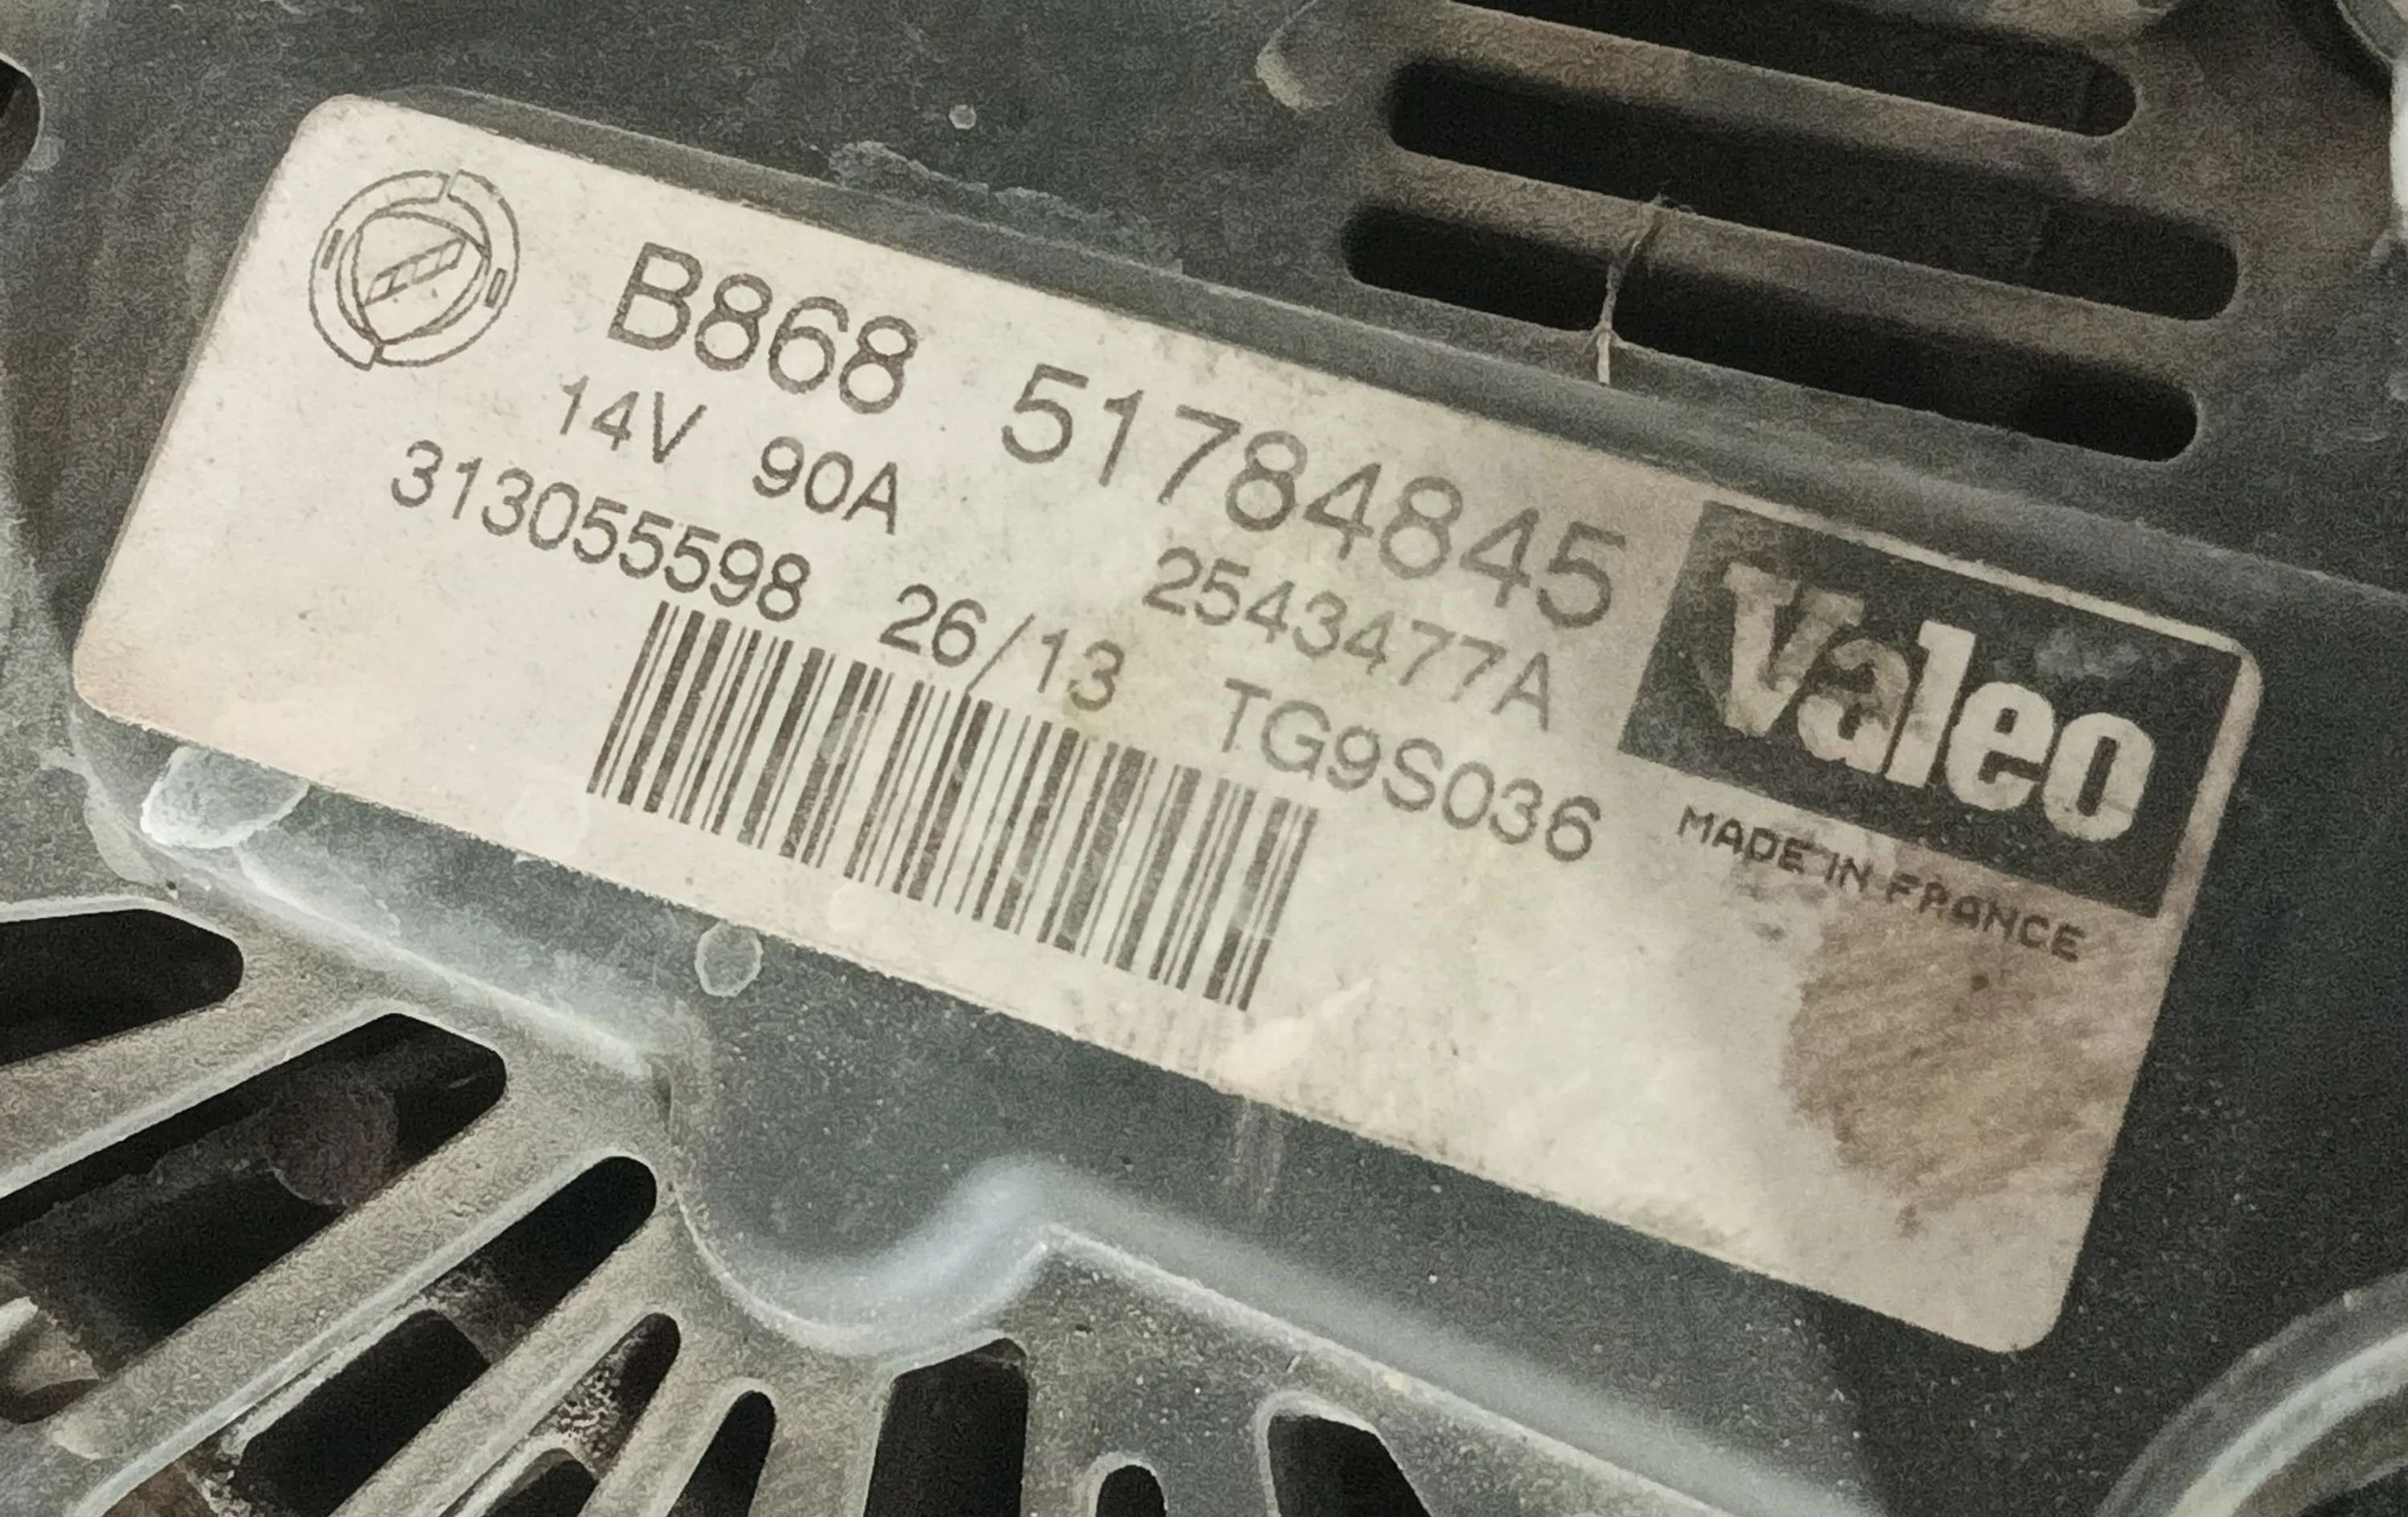 B868 51784845
14V 90A 2543477A
313055598 26/13 TG9S036
Valeo
MADE IN FRANCE